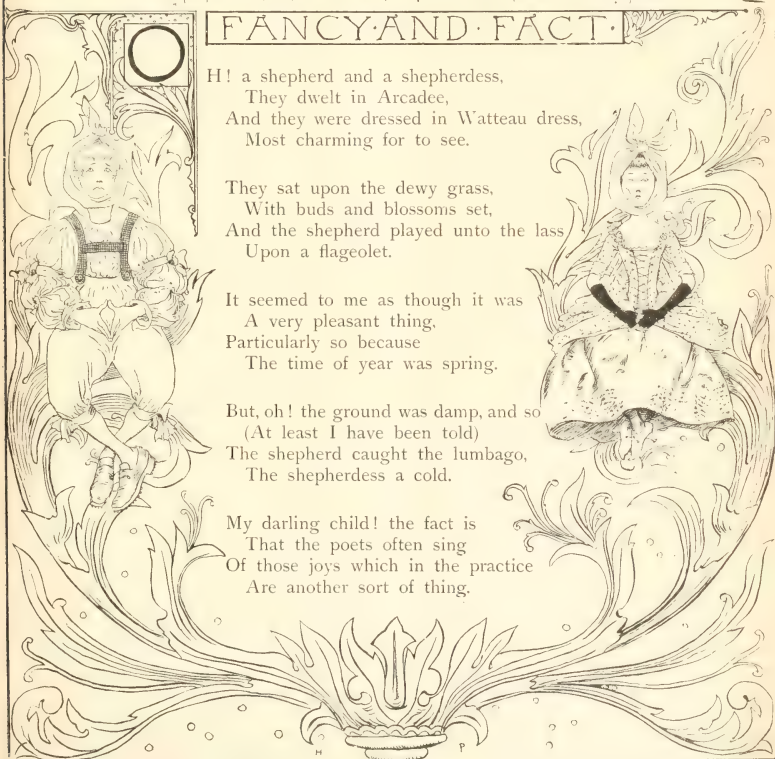 FANCY·AND·FACT·
OH! a shepherd and a shepherdess,
They dwelt in Arcadee,
And they were dressed in Watteau dress,
Most charming for to see.
They sat upon the dewy grass,
With buds and blossoms set,
And the shepherd played unto the lass
Upon a flageolet.
It seemed to me as though it was
A very pleasant thing,
Particularly so because
The time of year was spring.
But, oh! the ground was damp, and so
(At least I have been told)
The shepherd caught the lumbago,
The shepherdess a cold.
My darling child! the fact is
That the poets often sing
Of those joys which in the practice
Are another sort of thing.
H P